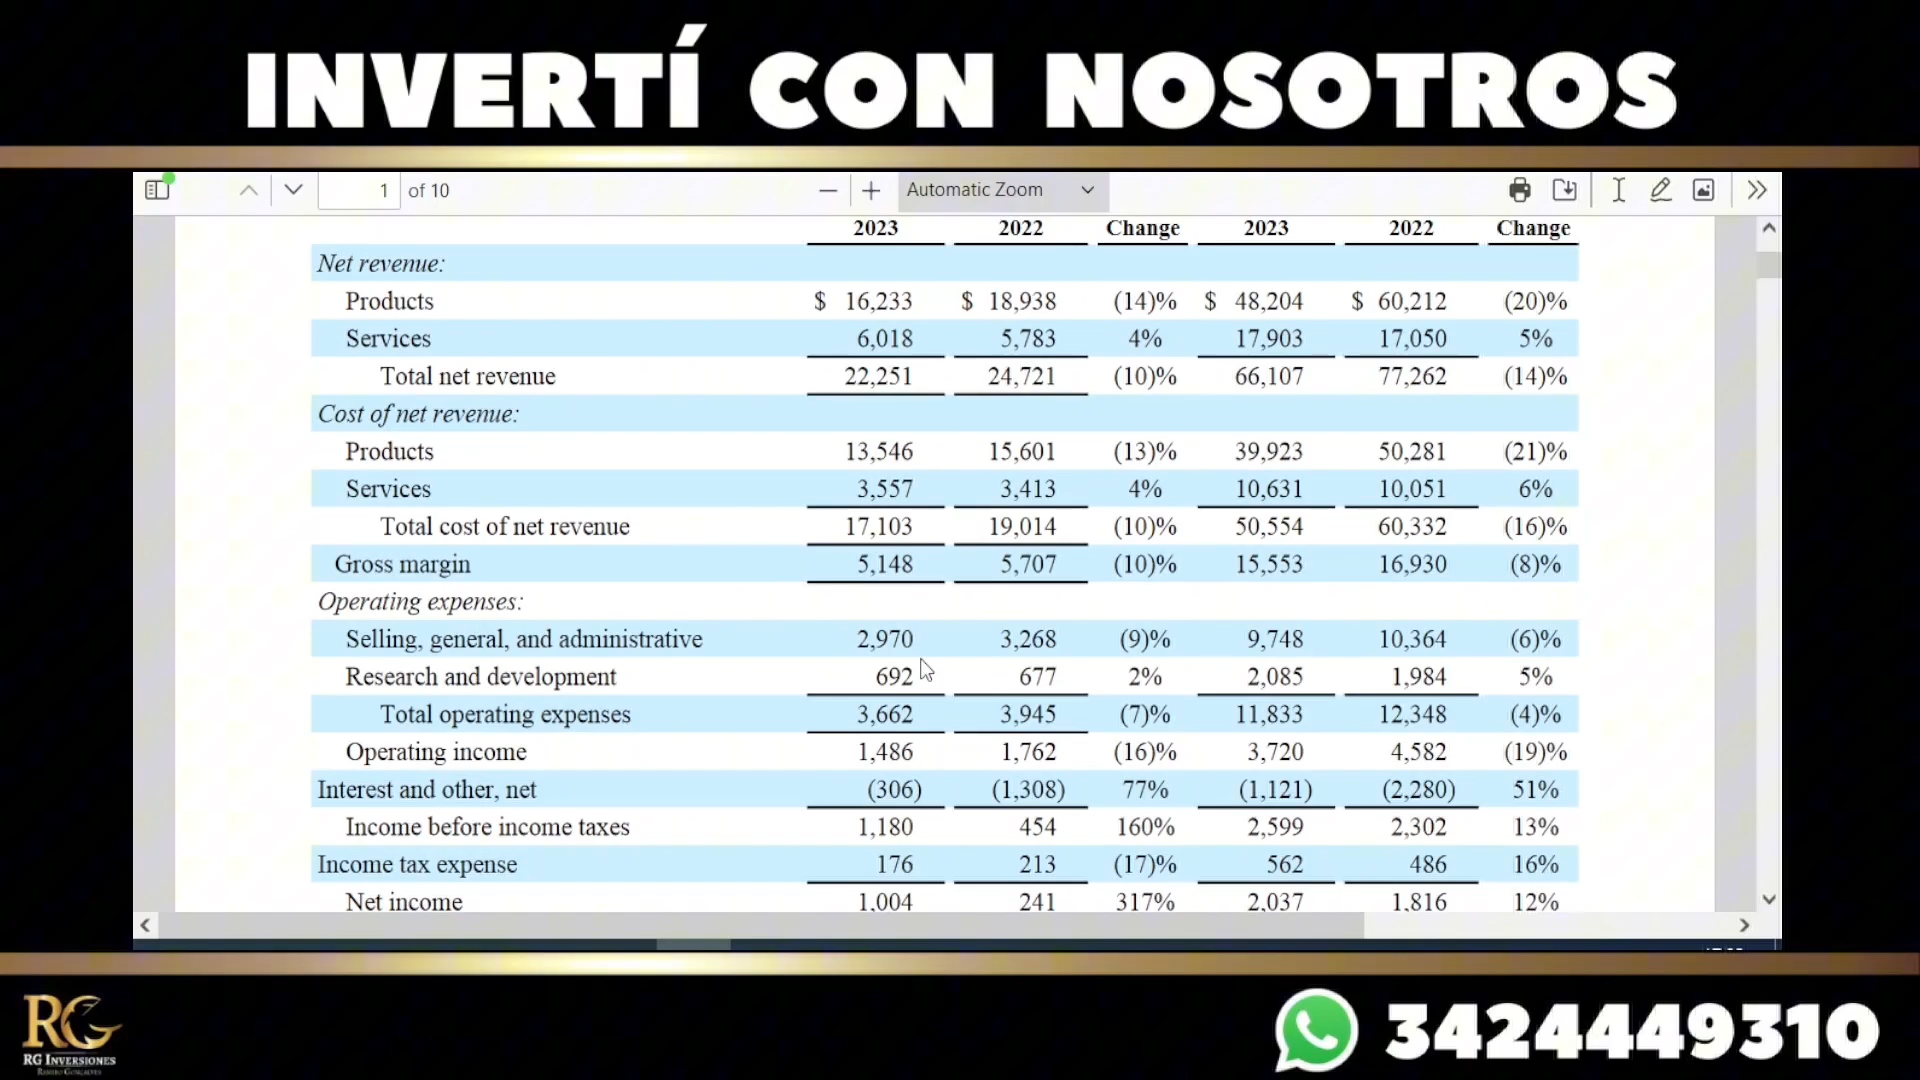 INVERTÍ CON NOSOTROS
1 of 10 Automatic Zoom
2023 2022 Change 2023 2022 Change
Net revenue:
Products $ 16,233 $ 18,938 (14)% $ 48,204 $ 60,212 (20)%
Services 6,018 5,783 4% 17,903 17,050 5%
Total net revenue 22,251 24,721 (10)% 66,107 77,262 (14)%
Cost of net revenue:
Products 13,546 15,601 (13)% 39,923 50,281 (21)%
Services 3,557 3,413 4% 10,631 10,051 6%
Total cost of net revenue 17,103 19,014 (10)% 50,554 60,332 (16)%
Gross margin 5,148 5,707 (10)% 15,553 16,930 (8)%
Operating expenses:
Selling, general, and administrative 2,970 3,268 (9)% 9,748 10,364 (6)%
Research and development 692 677 2% 2,085 1,984 5%
Total operating expenses 3,662 3,945 (7)% 11,833 12,348 (4)%
Operating income 1,486 1,762 (16)% 3,720 4,582 (19)%
Interest and other, net (306) (1,308) 77% (1,121) (2,280) 51%
Income before income taxes 1,180 454 160% 2,599 2,302 13%
Income tax expense 176 213 (17)% 562 486 16%
Net income 1,004 241 317% 2,037 1,816 12%
RG
RG INVERSIONES
3424449310